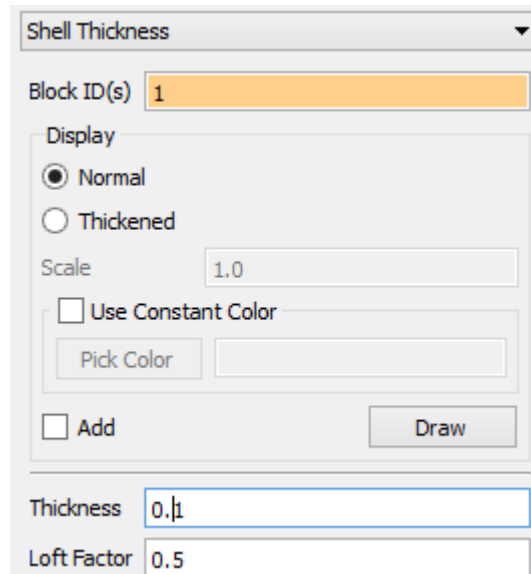 Shell Thickness
Block ID(s) 1
Display
Normal
Thickened
Scale 1.0
Use Constant Color
Pick Color
Add Draw
Thickness 0.1
Loft Factor 0.5